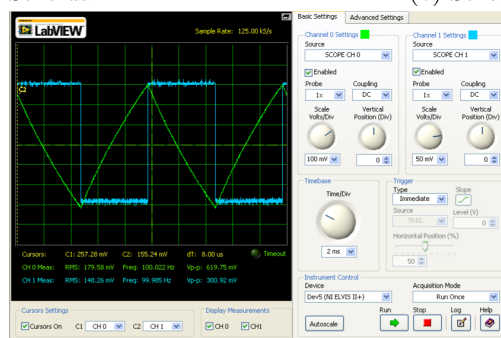 LabVIEW
Sample Rate: 125.00 kS/s
C2
Cursors: C1: 257.28 mV C2: 155.24 mV dT: 8.00 us Timeout
CH 0 Meas: RMS: 179.58 mV Freq: 100.022 Hz Vp-p: 619.75 mV
CH 1 Meas: RMS: 148.26 mV Freq: 99.985 Hz Vp-p: 300.92 mV
Cursors Settings
Cursors On C1 CH 0 C2 CH 1
Display Measurements
CH 0 CH1
Basic Settings Advanced Settings
Channel 0 Settings
Source
SCOPE CH 0
Enabled
Probe Coupling
1x DC
Scale Vertical
Volts/Div Position (Div)
100 mV 0
Channel 1 Settings
Source
SCOPE CH 1
Enabled
Probe Coupling
1x DC
Scale Vertical
Volts/Div Position (Div)
50 mV 0
Timebase
Time/Div
2 ms
Trigger
Type Slope
Immediate
Source Level (V)
TRIG 0
Horizontal Position (%)
50
Instrument Control
Device Acquisition Mode
Dev5 (NI ELVIS II+) Run Once
Run Stop Log Help
Autoscale